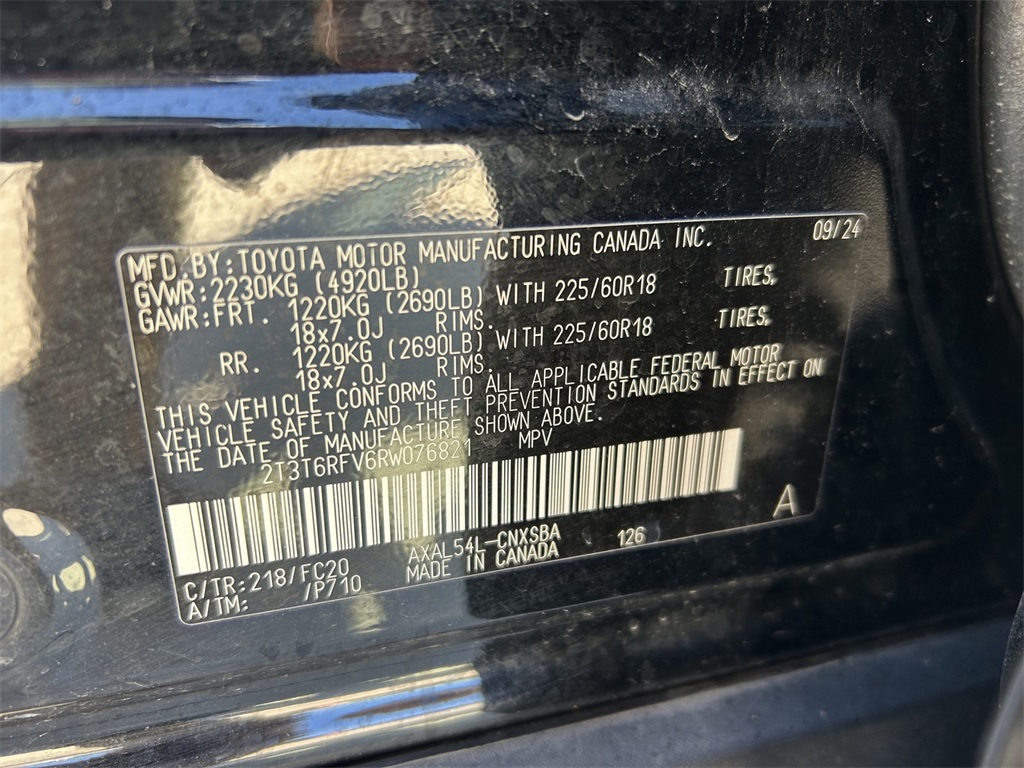 MFD.BY:TOYOTA MOTOR MANUFACTURING CANADA INC. 09/24
GVWR:2230KG (4920LB)
GAWR:FRT. 1220KG (2690LB) WITH 225/60R18 TIRES,
18x7.0J RIMS.
RR. 1220KG (2690LB) WITH 225/60R18 TIRES,
18x7.0J RIMS.
THIS VEHICLE CONFORMS TO ALL APPLICABLE FEDERAL MOTOR
VEHICLE SAFETY AND THEFT PREVENTION STANDARDS IN EFFECT ON
THE DATE OF MANUFACTURE SHOWN ABOVE.
2T3T6RFV6RW076821 MPV
A
C/TR:218/FC20 AXAL54L-CNXSBA 126
A/TM: /P710 MADE IN CANADA